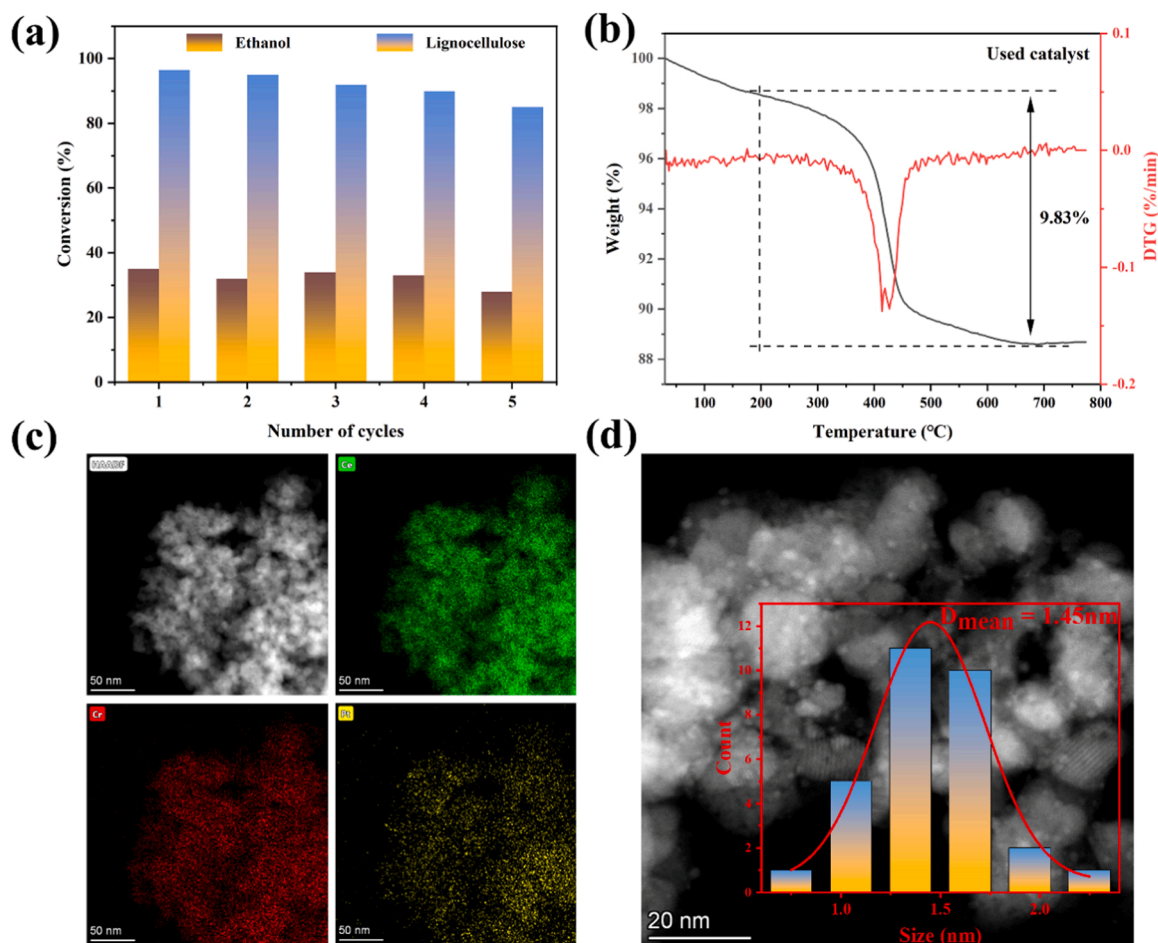 (a)
Ethanol Lignocellulose
100
80
60
40
20
0
Conversion (%)
1 2 3 4 5
Number of cycles
(b)
Used catalyst
100
98
96
94
92
90
88
Weight (%)
9.83%
0.1
0.0
-0.1
-0.2
DTG (%/min)
100 200 300 400 500 600 700 800
Temperature (°C)
(c)
HAADF
50 nm
Ce
50 nm
Cr
50 nm
Pt
50 nm
(d)
Dmean = 1.45nm
12
10
8
6
4
2
0
Count
1.0 1.5 2.0
Size (nm)
20 nm